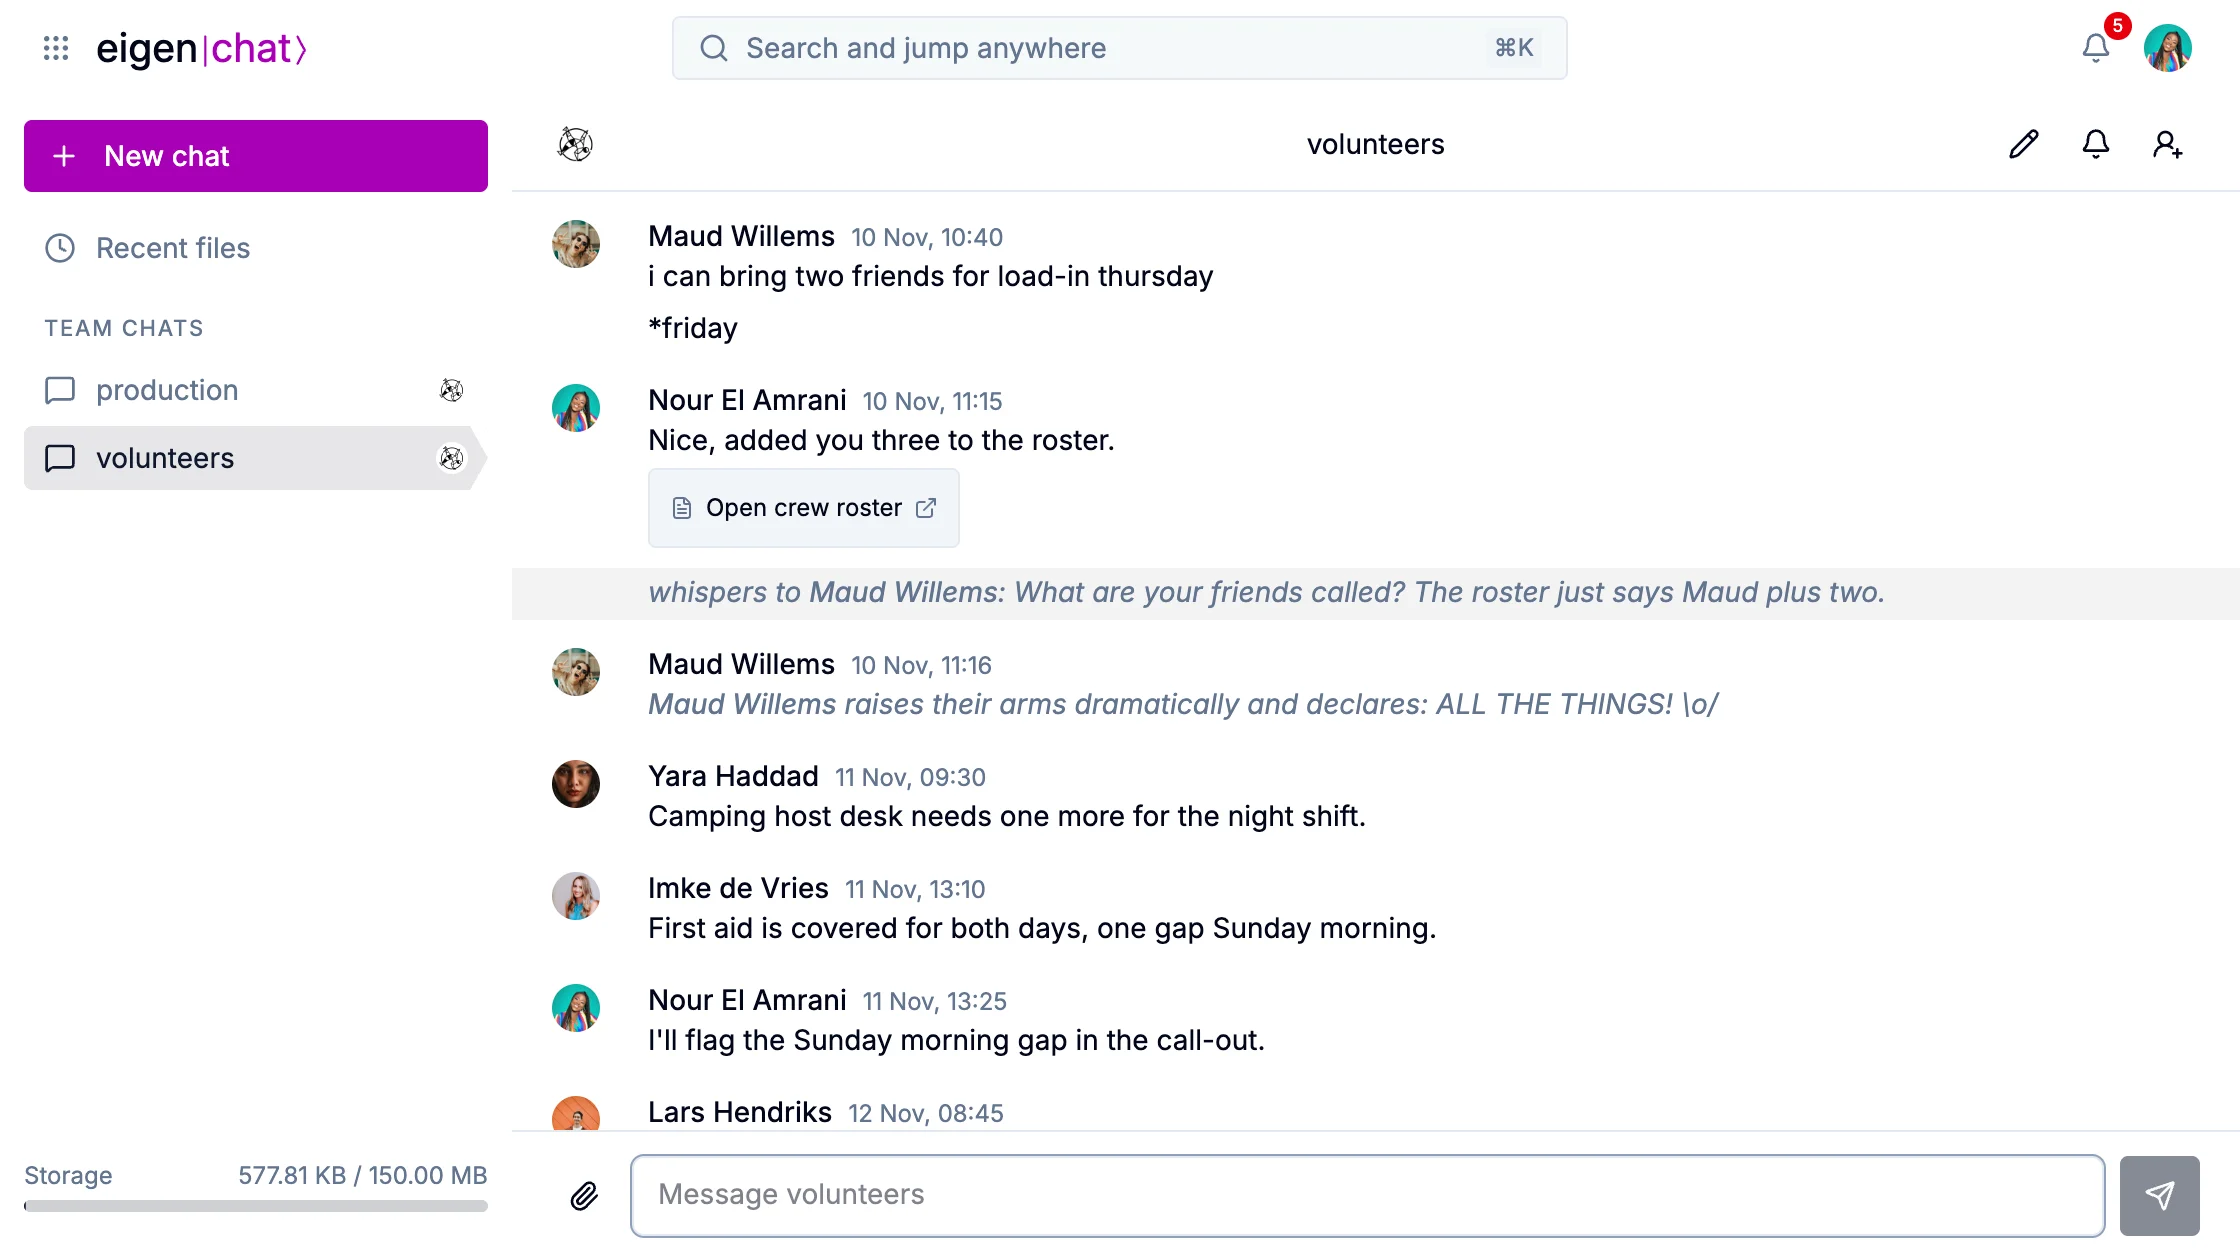 eigen|chat⟩
Search and jump anywhere
⌘K
5
New chat
Recent files
TEAM CHATS
production
volunteers
Storage
577.81 KB / 150.00 MB
volunteers
Maud Willems 10 Nov, 10:40
i can bring two friends for load-in thursday
*friday
Nour El Amrani 10 Nov, 11:15
Nice, added you three to the roster.
Open crew roster
whispers to Maud Willems: What are your friends called? The roster just says Maud plus two.
Maud Willems 10 Nov, 11:16
Maud Willems raises their arms dramatically and declares: ALL THE THINGS! \o/
Yara Haddad 11 Nov, 09:30
Camping host desk needs one more for the night shift.
Imke de Vries 11 Nov, 13:10
First aid is covered for both days, one gap Sunday morning.
Nour El Amrani 11 Nov, 13:25
I'll flag the Sunday morning gap in the call-out.
Lars Hendriks 12 Nov, 08:45
Message volunteers